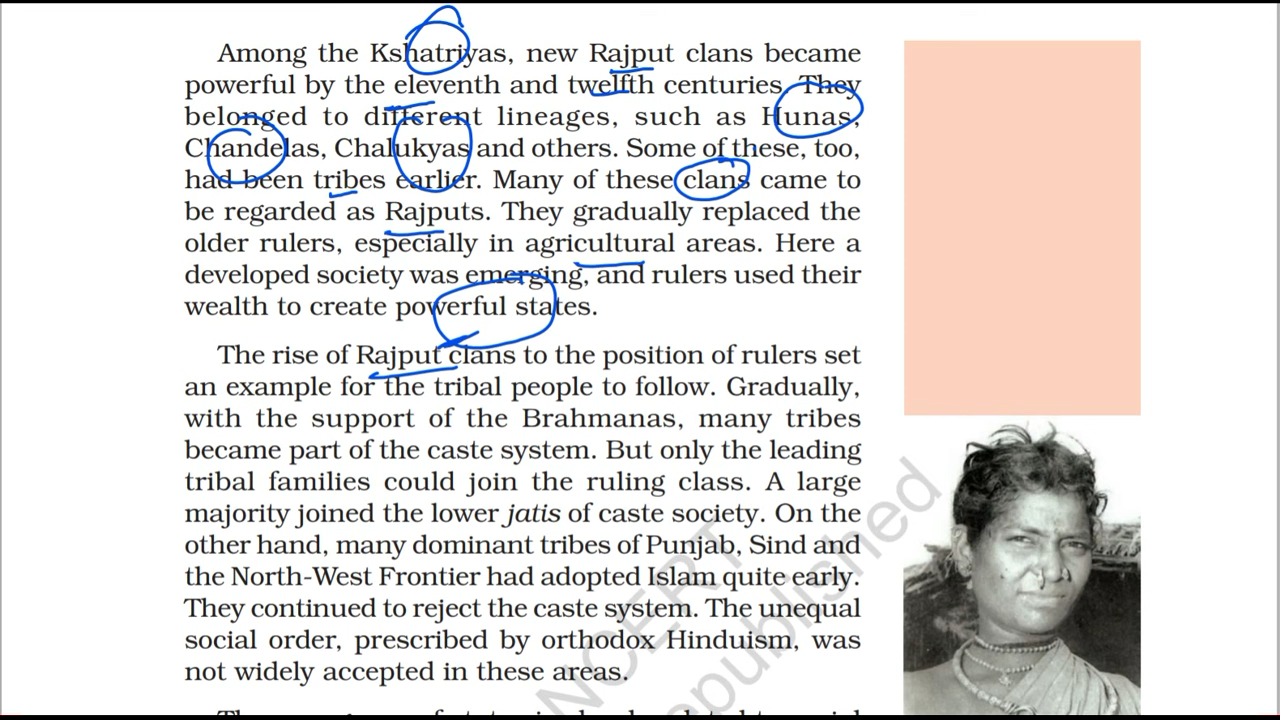 Among the Kshatriyas, new Rajput clans became
powerful by the eleventh and twelfth centuries. They
belonged to different lineages, such as Hunas,
Chandelas, Chalukyas and others. Some of these, too,
had been tribes earlier. Many of these clans came to
be regarded as Rajputs. They gradually replaced the
older rulers, especially in agricultural areas. Here a
developed society was emerging, and rulers used their
wealth to create powerful states.
The rise of Rajput clans to the position of rulers set
an example for the tribal people to follow. Gradually,
with the support of the Brahmanas, many tribes
became part of the caste system. But only the leading
tribal families could join the ruling class. A large
majority joined the lower jatis of caste society. On the
other hand, many dominant tribes of Punjab, Sind and
the North-West Frontier had adopted Islam quite early.
They continued to reject the caste system. The unequal
social order, prescribed by orthodox Hinduism, was
not widely accepted in these areas.
NCERT
republished